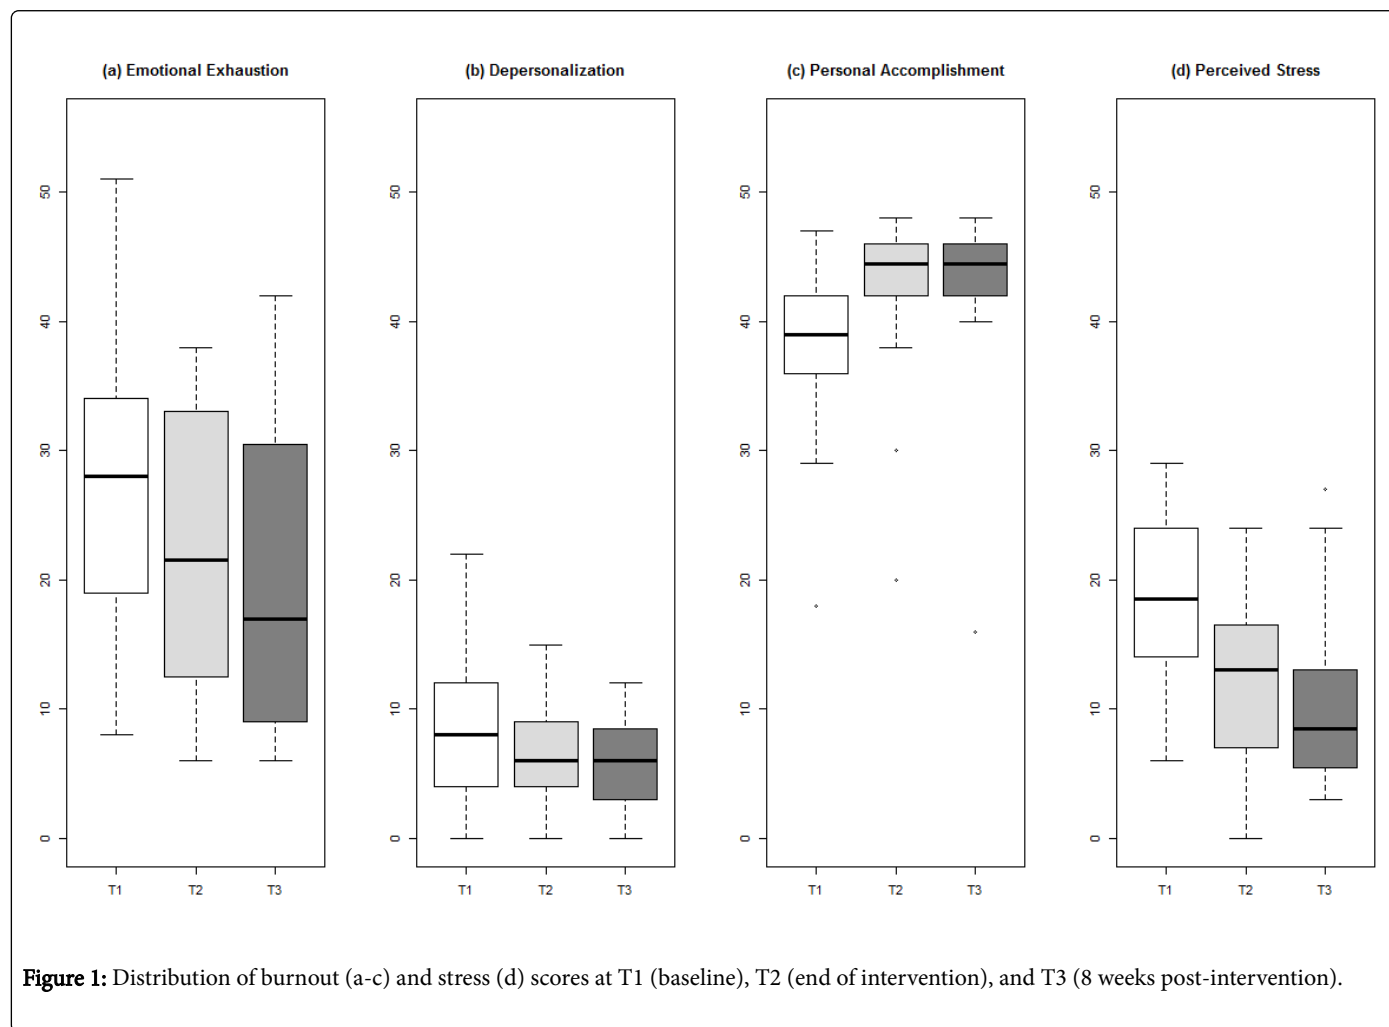 (a) Emotional Exhaustion
(b) Depersonalization
(c) Personal Accomplishment
(d) Perceived Stress
50
40
30
20
10
0
T1 T2 T3
50
40
30
20
10
0
T1 T2 T3
50
40
30
20
10
0
T1 T2 T3
50
40
30
20
10
0
T1 T2 T3
Figure 1: Distribution of burnout (a-c) and stress (d) scores at T1 (baseline), T2 (end of intervention), and T3 (8 weeks post-intervention).